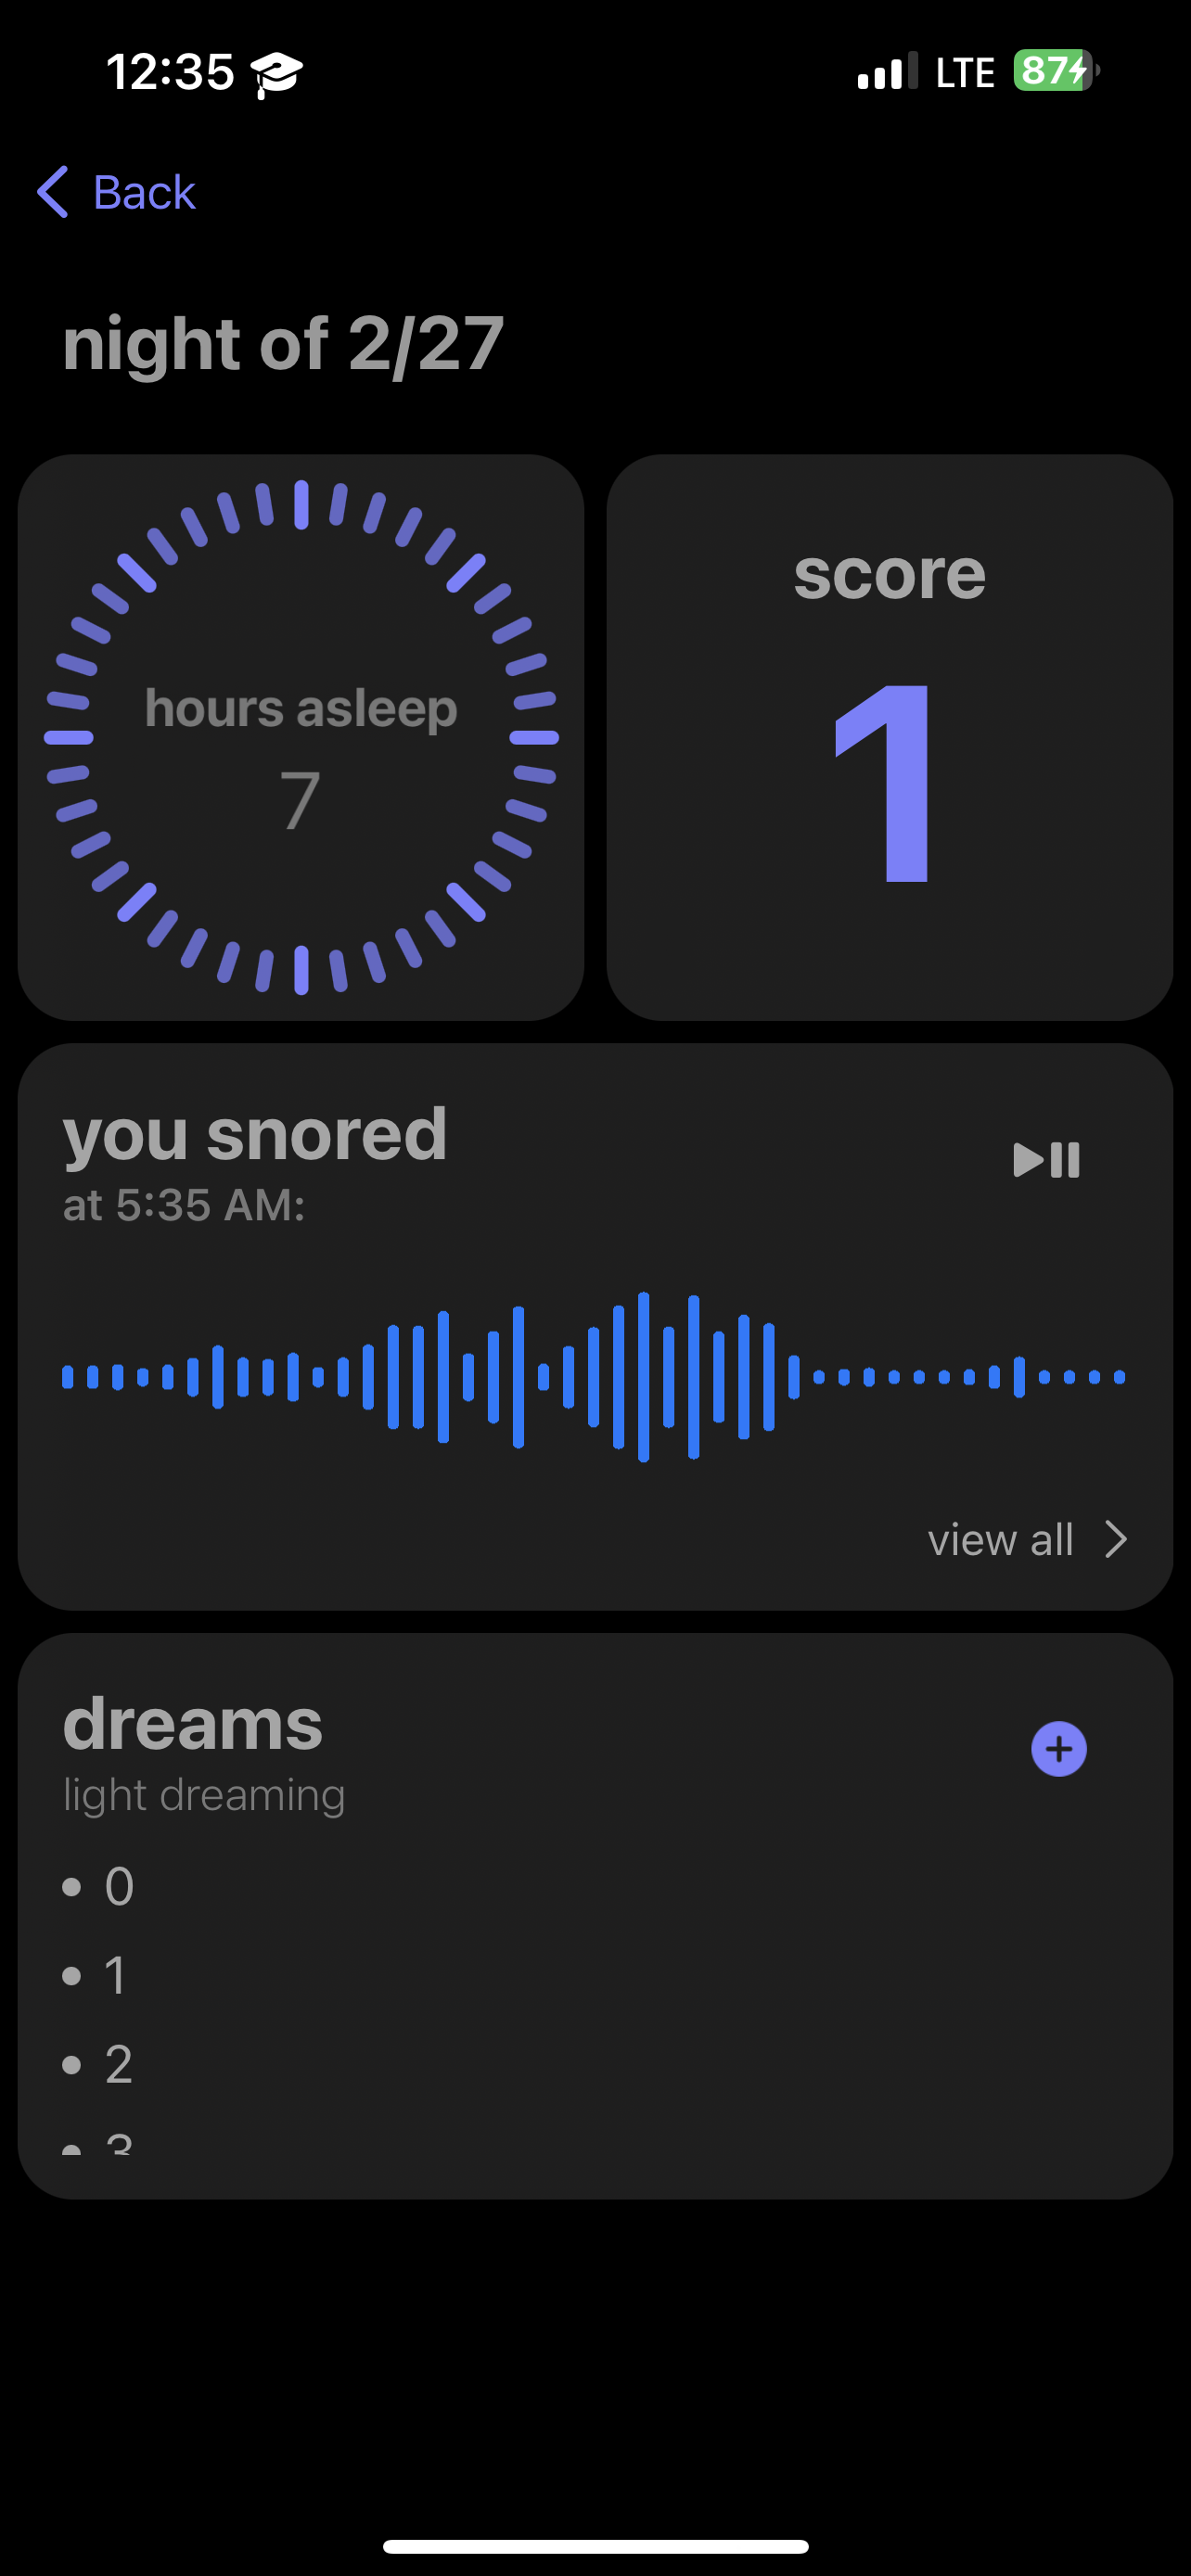 12:35
LTE
87
Back
night of 2/27
hours asleep
7
score
1
you snored
at 5:35 AM:
view all
dreams
light dreaming
• 0
• 1
• 2
• 3